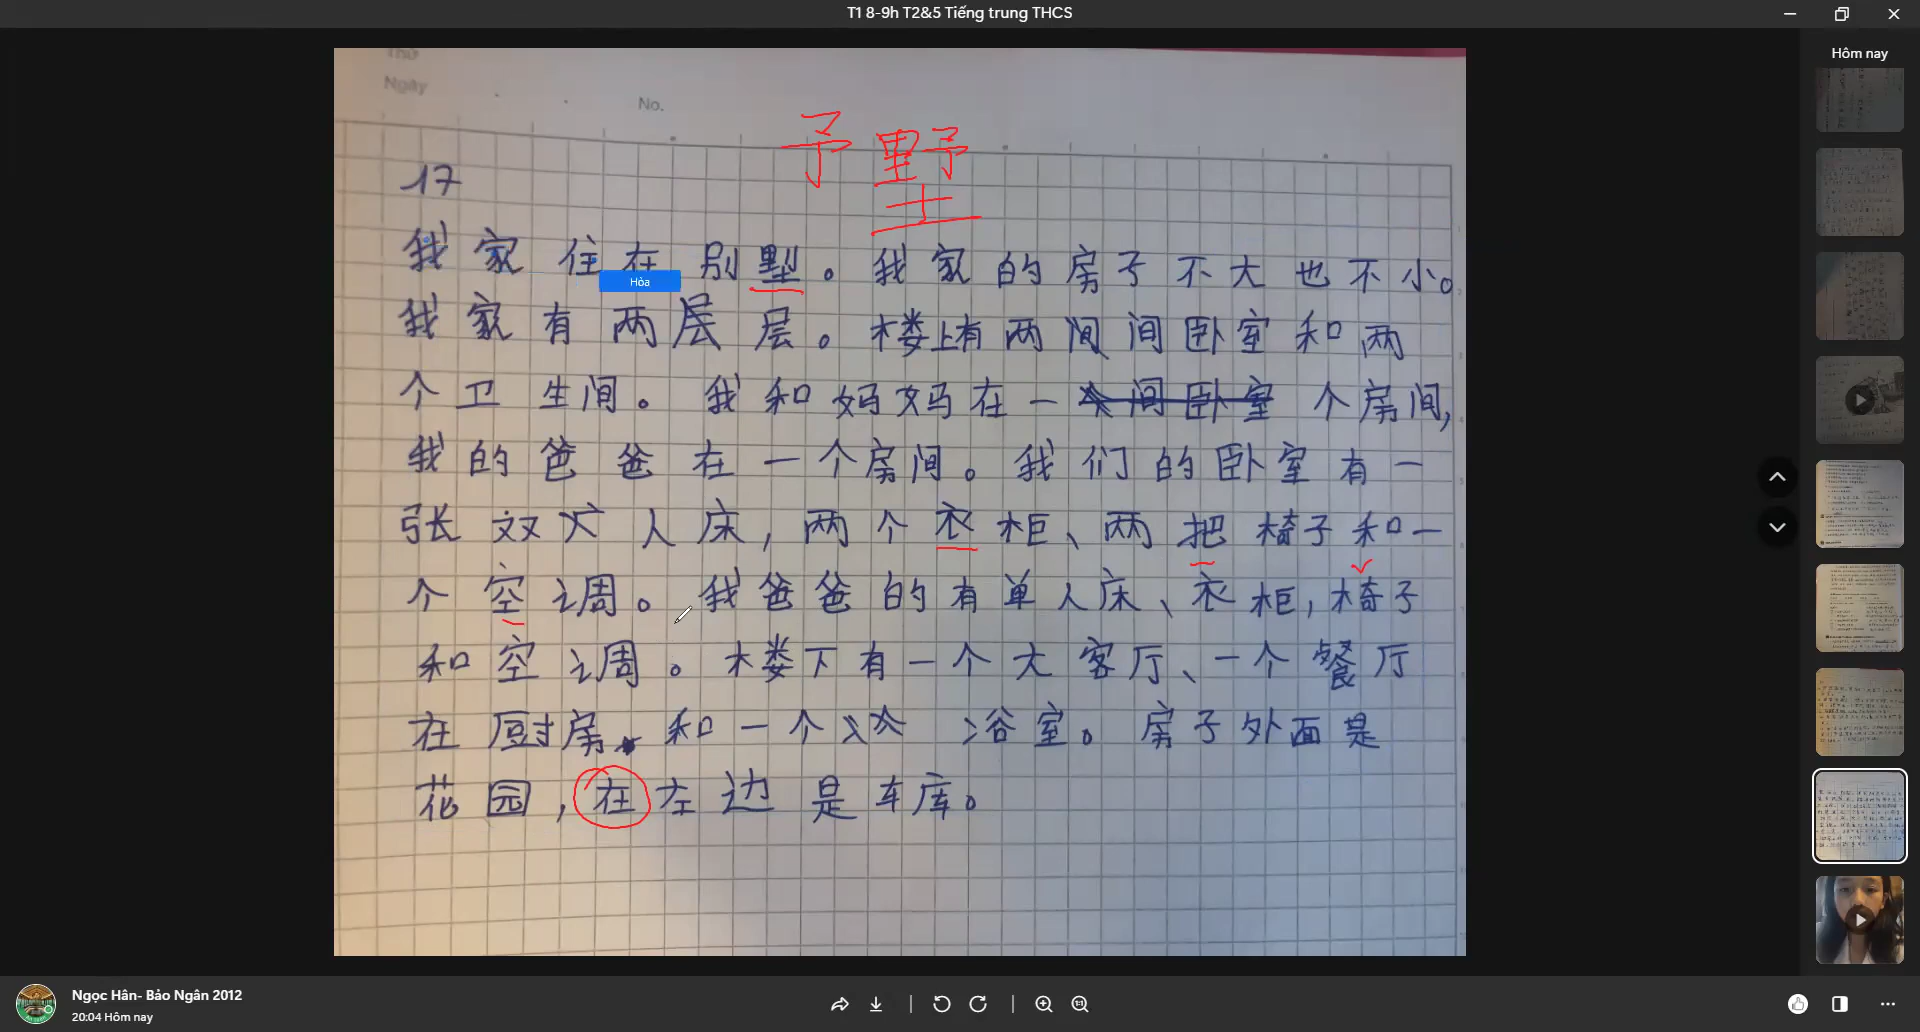 T1 8-9h T2&5 Tiếng trung THCS
Hôm nay
Thứ
Ngày
No.
予 野
土
17
我家住在别墅。我家的房子不大也不小。
Hòa
我家有两层层。楼上有两间间卧室和两
个卫生间。我和妈妈在一个房间,
我的爸爸在一个房间。我们的卧室有一
张双人床,两个衣柜、两把椅子和一
个空调。我爸爸的有单人床、衣柜,椅子
和空调。楼下有一个大客厅、一个餐厅
在厨房和一个浴室。房子外面是
花园,在左边是车库。
Ngọc Hân- Bảo Ngân 2012
20:04 Hôm nay